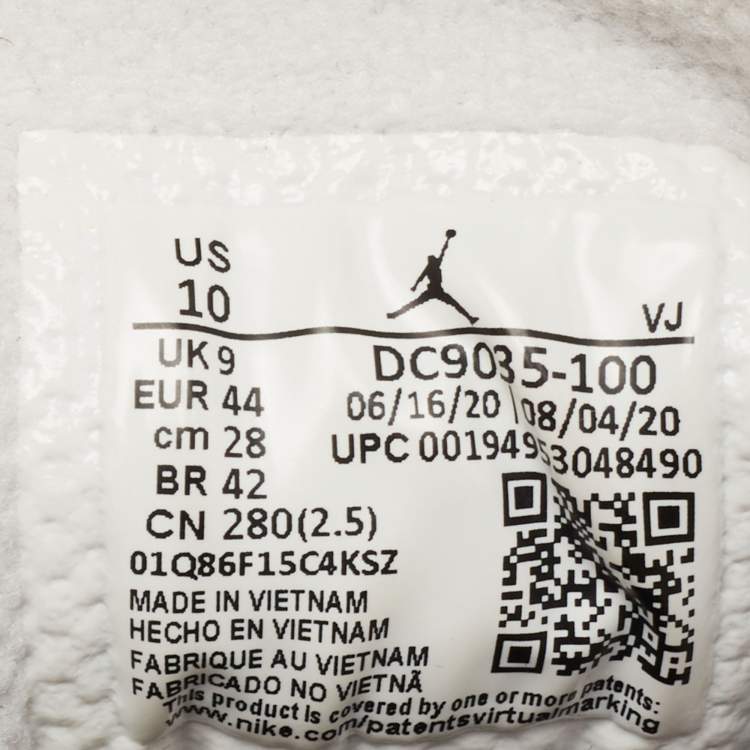 US
10
VJ
UK 9
DC9035-100
EUR 44
06/16/20 08/04/20
cm 28
UPC 00194953048490
BR 42
CN 280(2.5)
01Q86F15C4KSZ
MADE IN VIETNAM
HECHO EN VIETNAM
FABRIQUE AU VIETNAM
FABRICADO NO VIETNÃ
This product is covered by one or more patents:
www.nike.com/patentsvirtualmarking